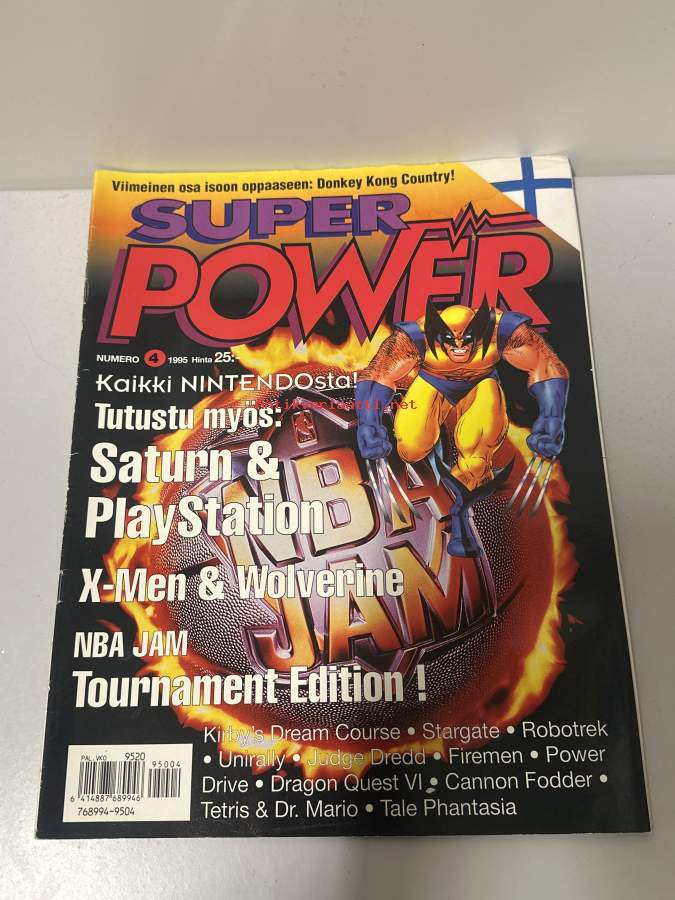 Viimeinen osa isoon oppaaseen: Donkey Kong Country!
SUPER
POWER
NUMERO 4 1995 Hinta 25:-
Kaikki NINTENDOsta!
Tutustu myös:
Saturn &
PlayStation
NBA
JAM
X-Men & Wolverine
NBA JAM
Tournament Edition !
Kirby's Dream Course • Stargate • Robotrek
• Unirally • Judge Dredd • Firemen • Power
Drive • Dragon Quest VI • Cannon Fodder •
Tetris & Dr. Mario • Tale Phantasia
PAL. VKO 9520
95004
6 414887 689946
768994-9504